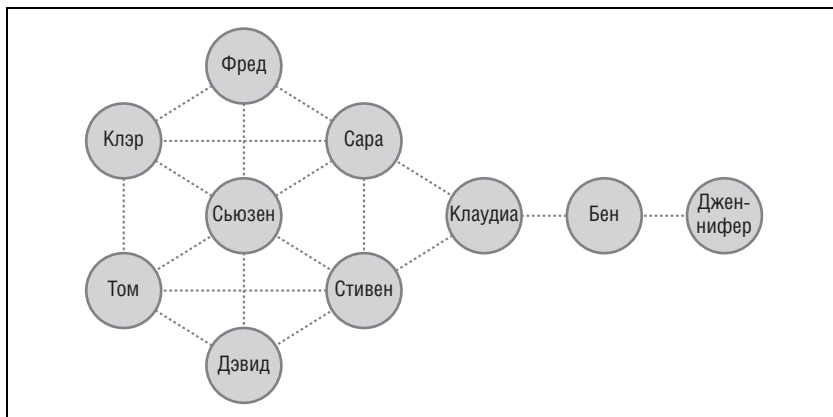 Фред
Клэр
Сара
Сьюзен
Клаудиа
Бен
Джен-
нифер
Том
Стивен
Дэвид